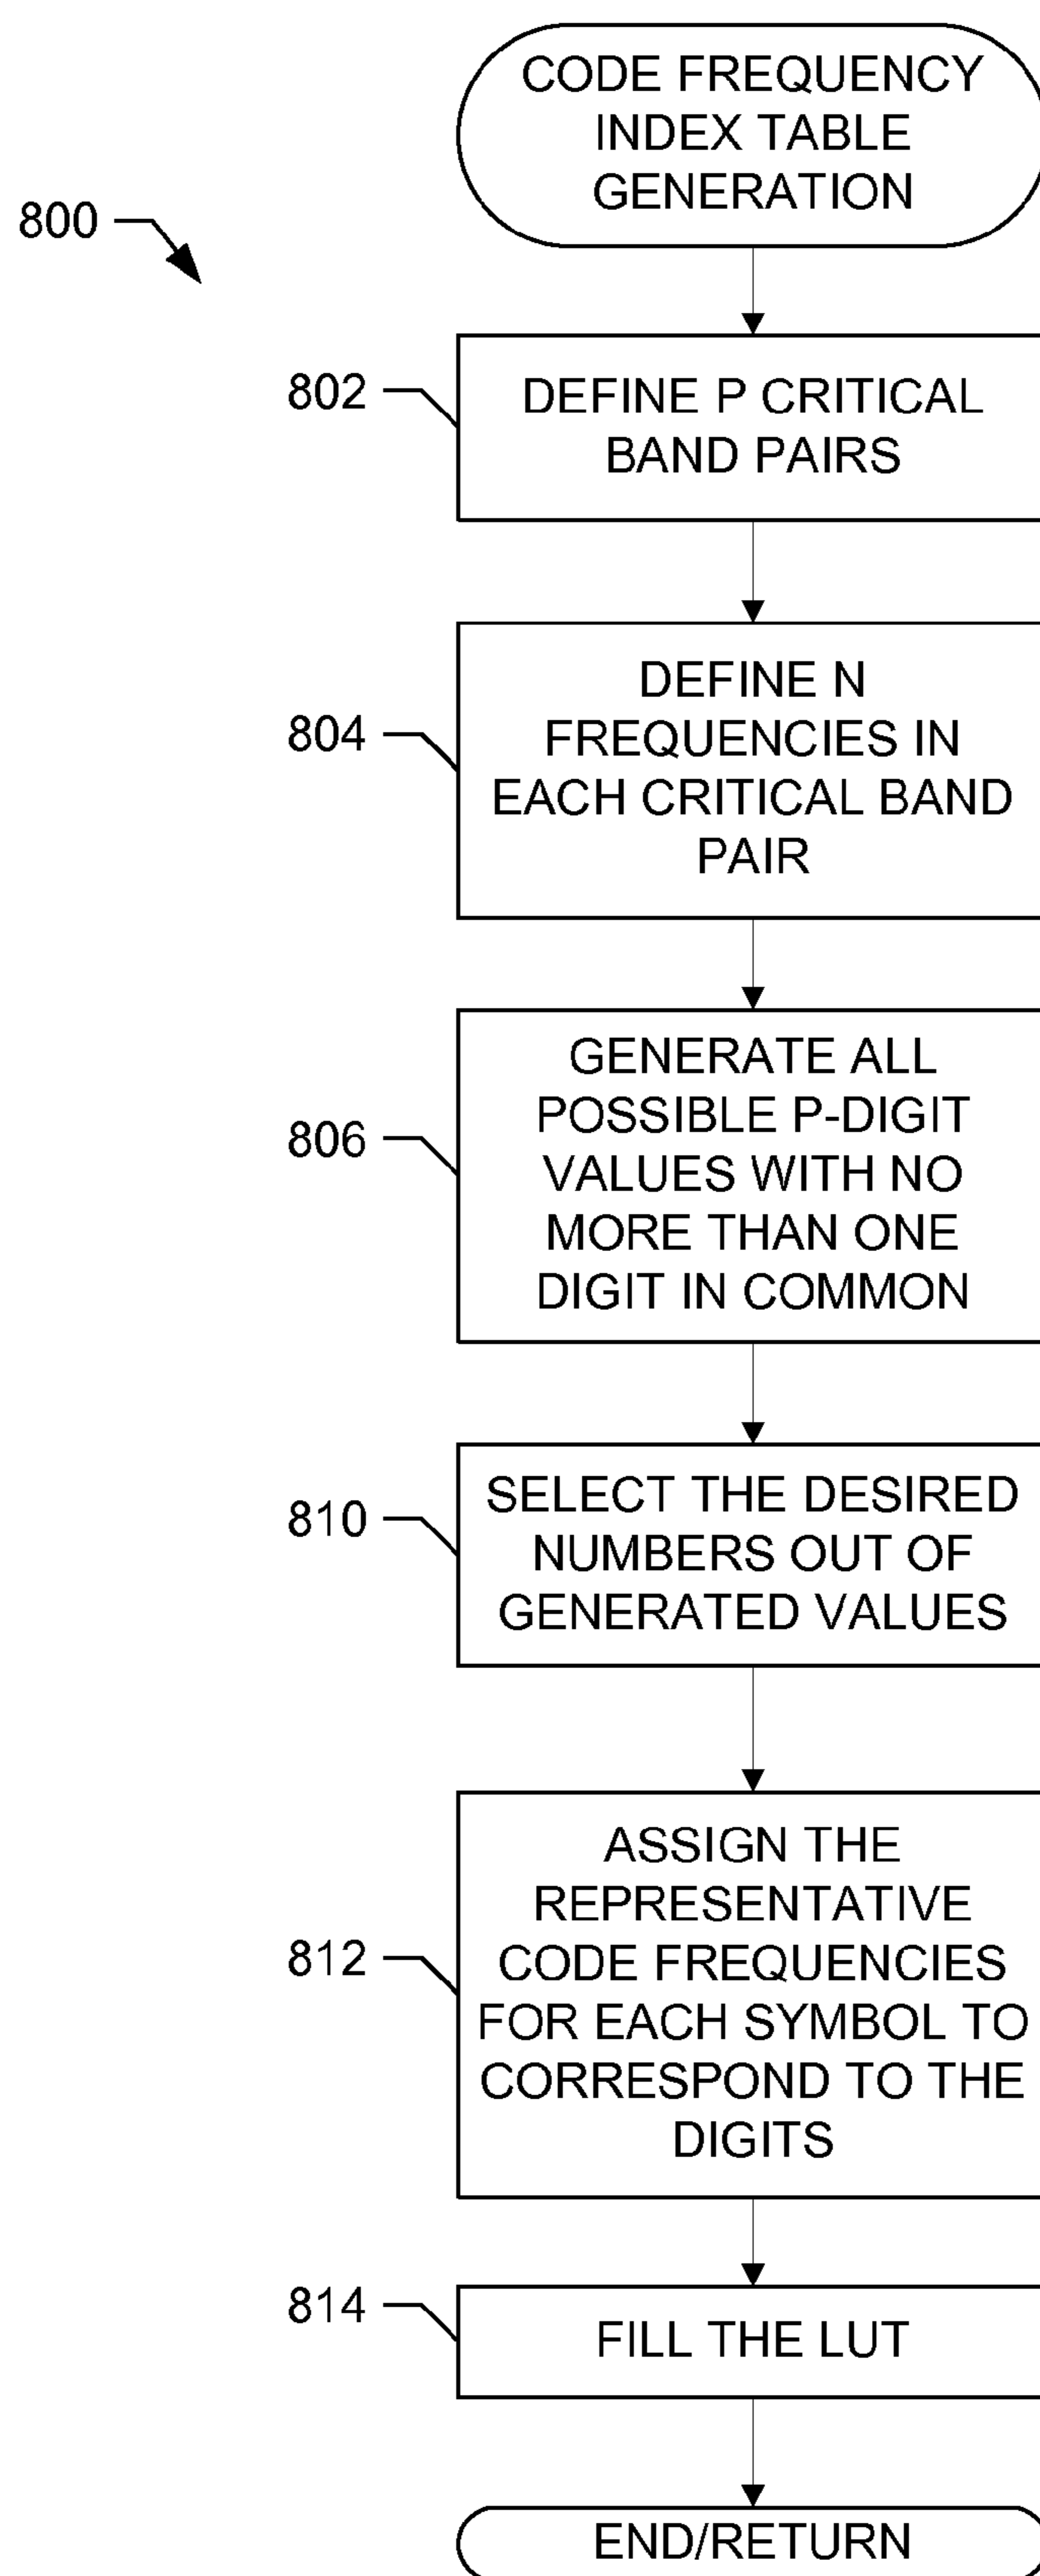 CODE FREQUENCY
INDEX TABLE
GENERATION
800
802
DEFINE P CRITICAL
BAND PAIRS
804
DEFINE N
FREQUENCIES IN
EACH CRITICAL BAND
PAIR
806
GENERATE ALL
POSSIBLE P-DIGIT
VALUES WITH NO
MORE THAN ONE
DIGIT IN COMMON
810
SELECT THE DESIRED
NUMBERS OUT OF
GENERATED VALUES
812
ASSIGN THE
REPRESENTATIVE
CODE FREQUENCIES
FOR EACH SYMBOL TO
CORRESPOND TO THE
DIGITS
814
FILL THE LUT
END/RETURN